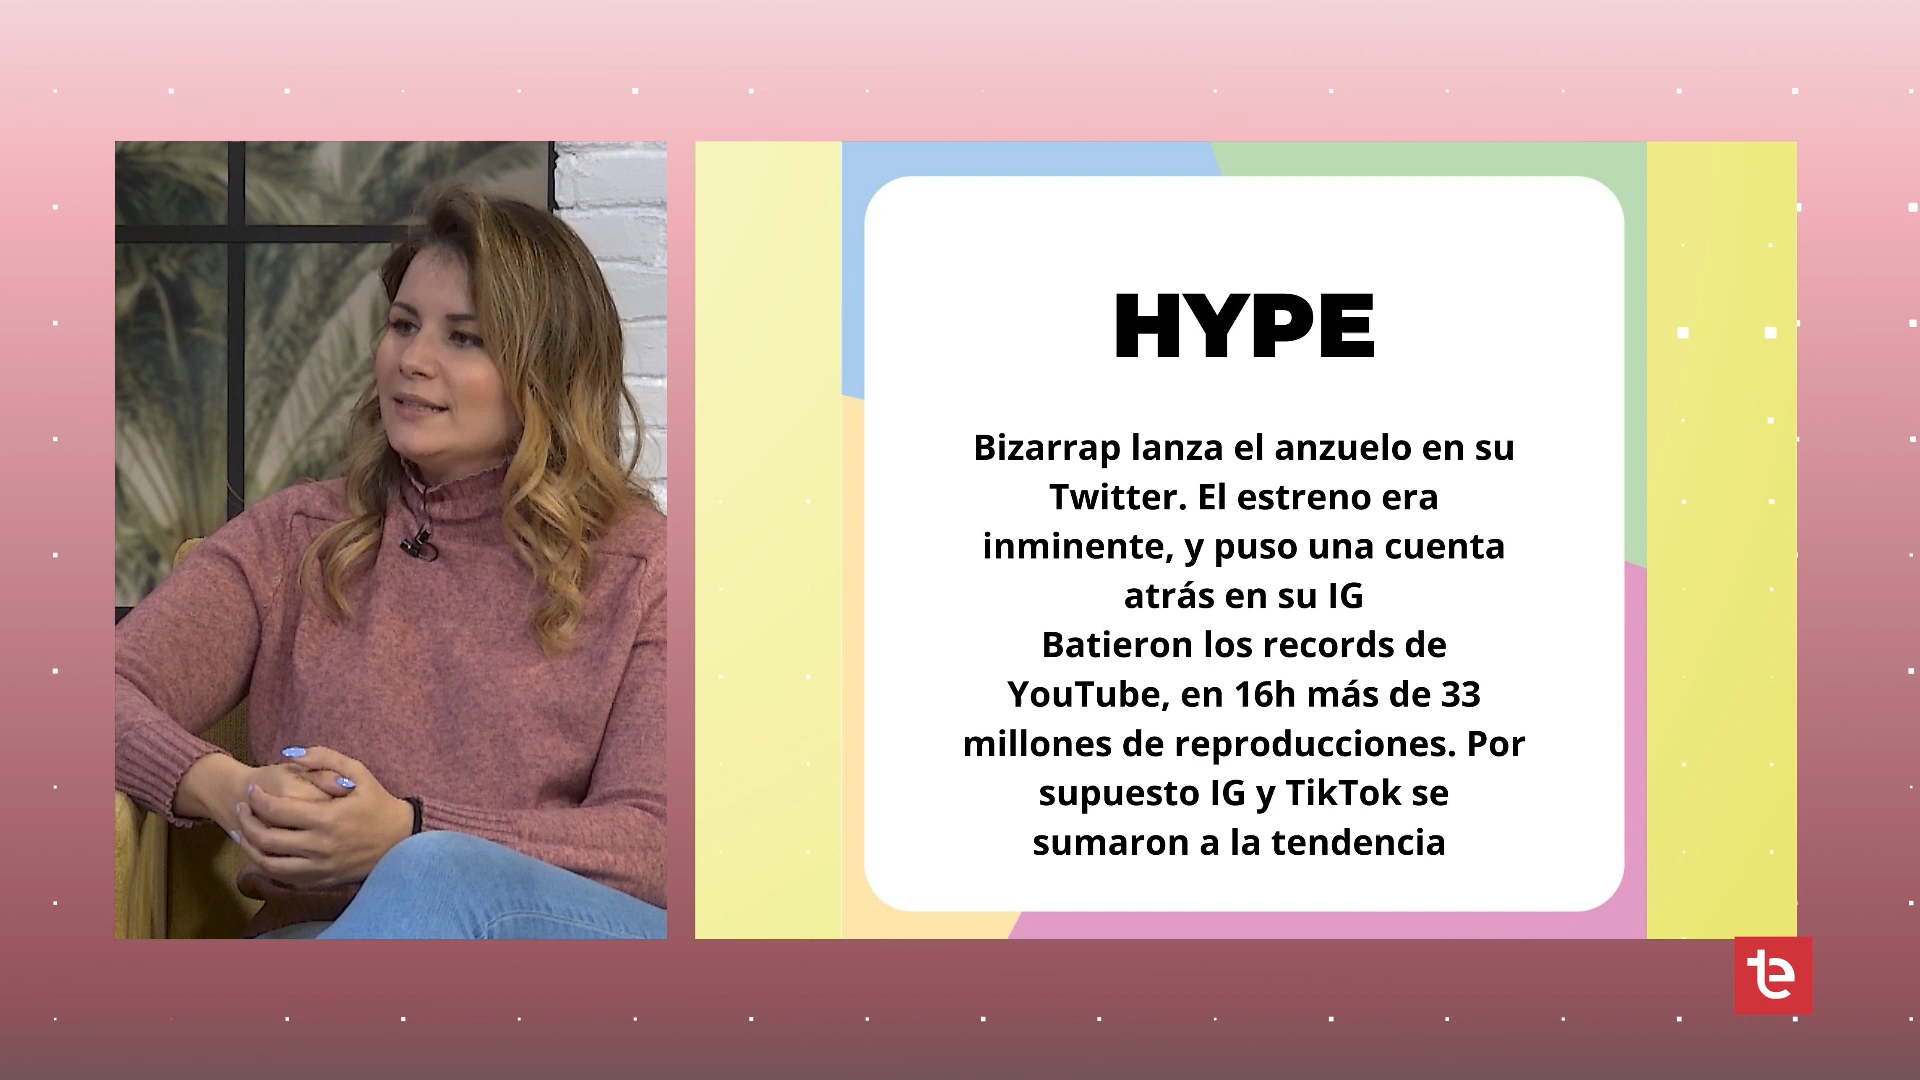 HYPE
Bizarrap lanza el anzuelo en su
Twitter. El estreno era
inminente, y puso una cuenta
atrás en su IG
Batieron los records de
YouTube, en 16h más de 33
millones de reproducciones. Por
supuesto IG y TikTok se
sumaron a la tendencia
te